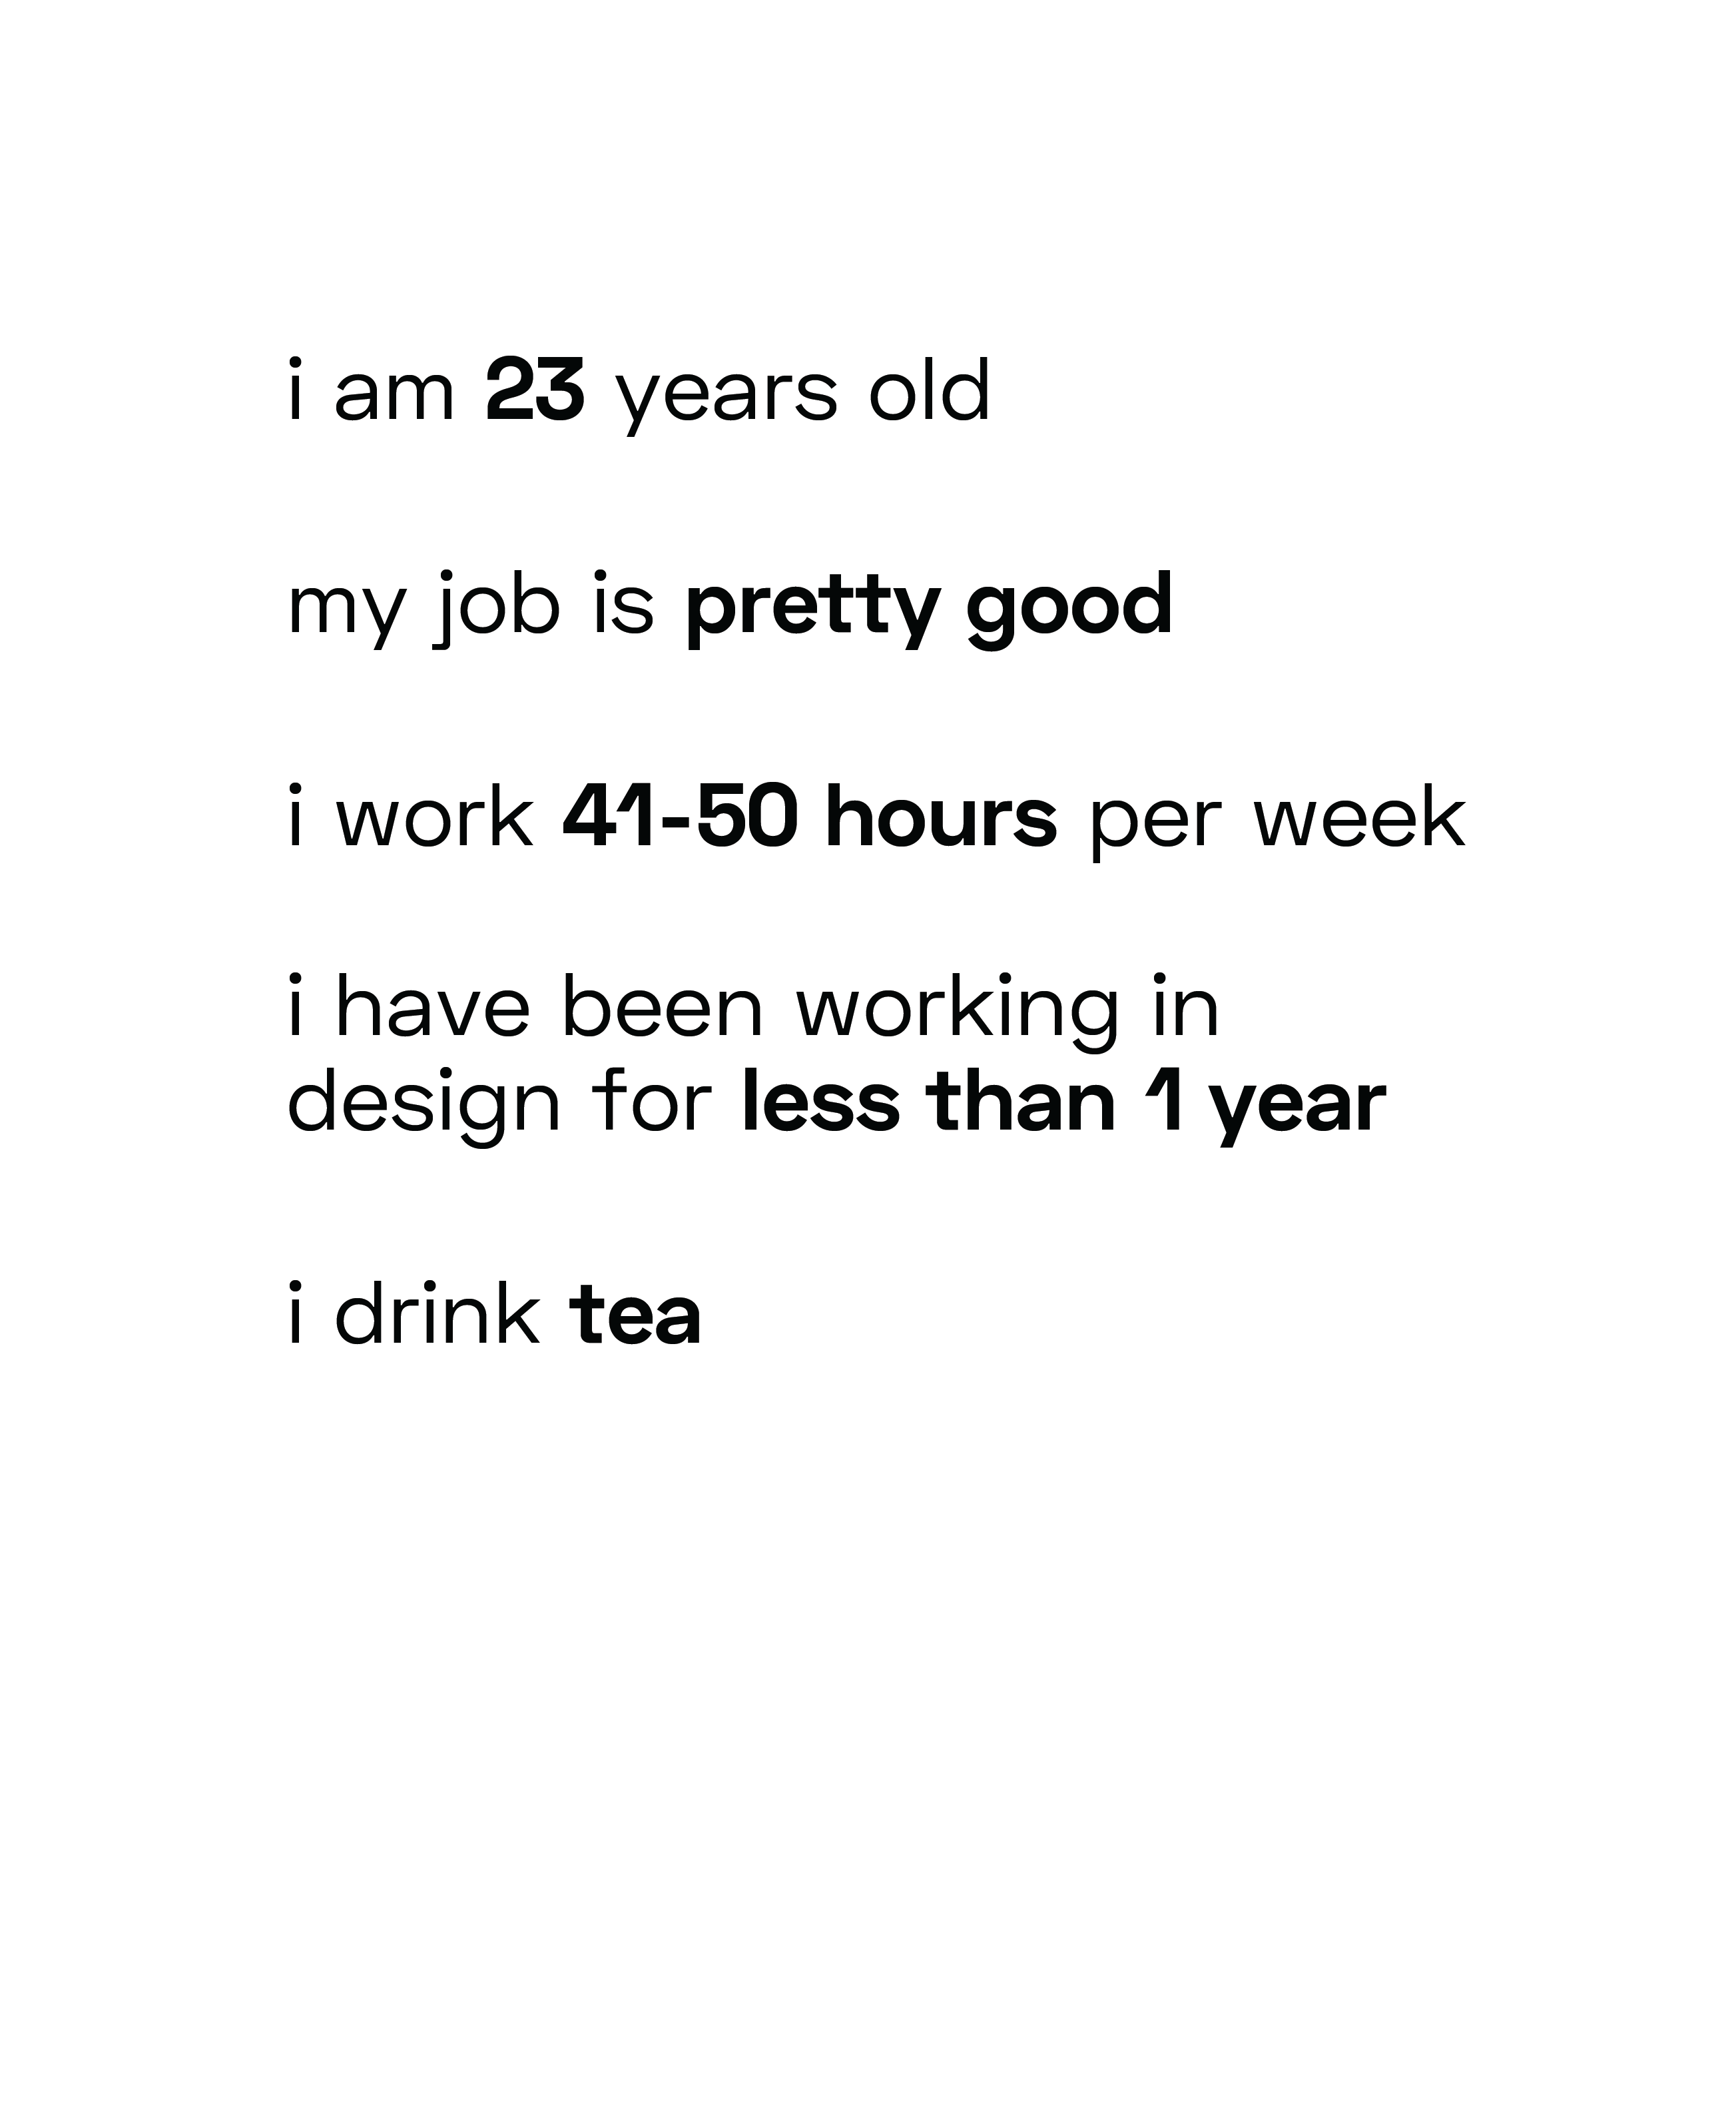 i am 23 years old
my job is pretty good
i work 41-50 hours per week
i have been working in
design for less than 1 year
i drink tea